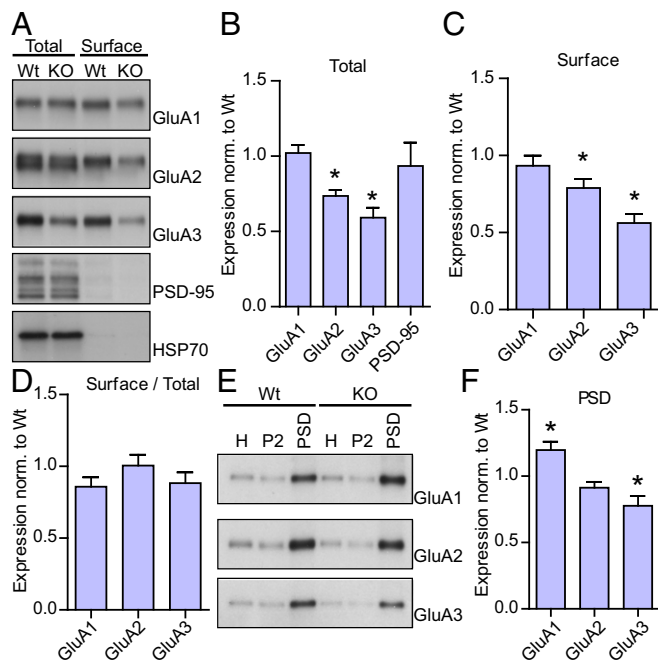 A
Total Surface
Wt KO Wt KO
GluA1
GluA2
GluA3
PSD-95
HSP70
B
Total
Expression norm. to Wt
1.5
1.0
0.5
0.0
* *
GluA1 GluA2 GluA3 PSD-95
C
Surface
Expression norm. to Wt
1.5
1.0
0.5
0.0
* *
GluA1 GluA2 GluA3
D
Surface / Total
Expression norm. to Wt
1.5
1.0
0.5
0.0
GluA1 GluA2 GluA3
E
Wt KO
H P2 PSD H P2 PSD
GluA1
GluA2
GluA3
F
PSD
Expression norm. to Wt
1.5
1.0
0.5
0.0
* *
GluA1 GluA2 GluA3